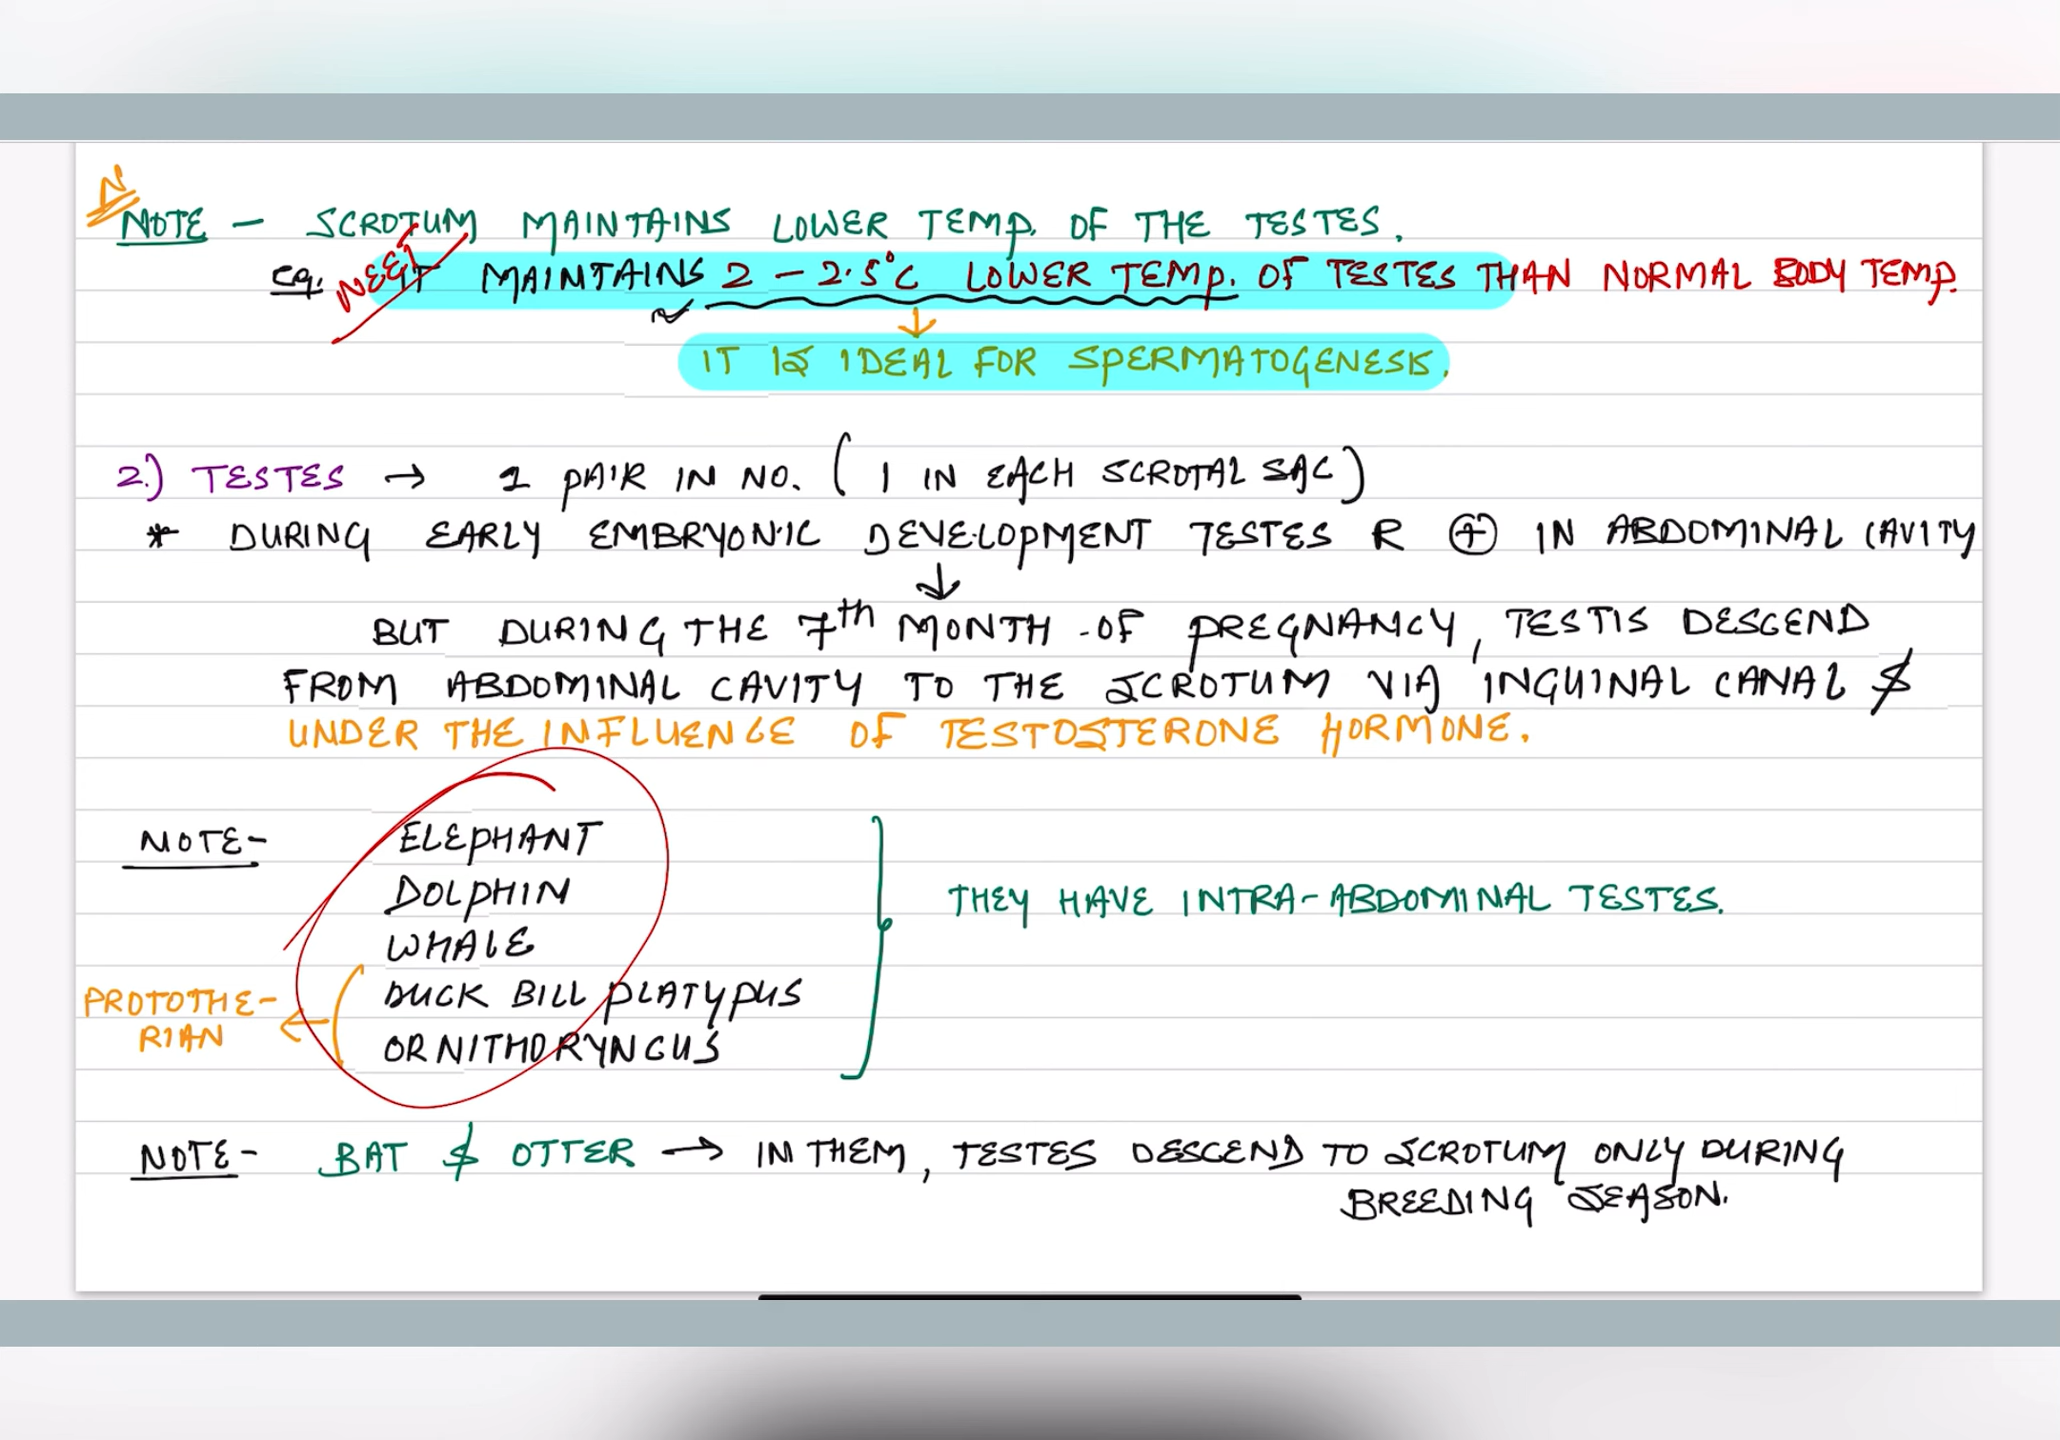 N
NOTE - SCROTUM MAINTAINS LOWER TEMP. OF THE TESTES.
eg. NEET IT MAINTAINS 2 - 2.5°C LOWER TEMP. OF TESTES THAN NORMAL BODY TEMP.
↓
IT IS IDEAL FOR SPERMATOGENESIS.
2.) TESTES → 1 PAIR IN NO. ( 1 IN EACH SCROTAL SAC )
* DURING EARLY EMBRYONIC DEVELOPMENT TESTES R ⊕ IN ABDOMINAL CAVITY
↓
BUT DURING THE 7th MONTH OF PREGNANCY, TESTIS DESCEND
FROM ABDOMINAL CAVITY TO THE SCROTUM VIA INGUINAL CANAL &
UNDER THE INFLUENCE OF TESTOSTERONE HORMONE.
NOTE- ELEPHANT
DOLPHIN
WHALE
DUCK BILL PLATYPUS
ORNITHORYNCUS
THEY HAVE INTRA-ABDOMINAL TESTES.
PROTOTHE-
RIAN
NOTE- BAT & OTTER → IN THEM, TESTES DESCEND TO SCROTUM ONLY DURING
BREEDING SEASON.